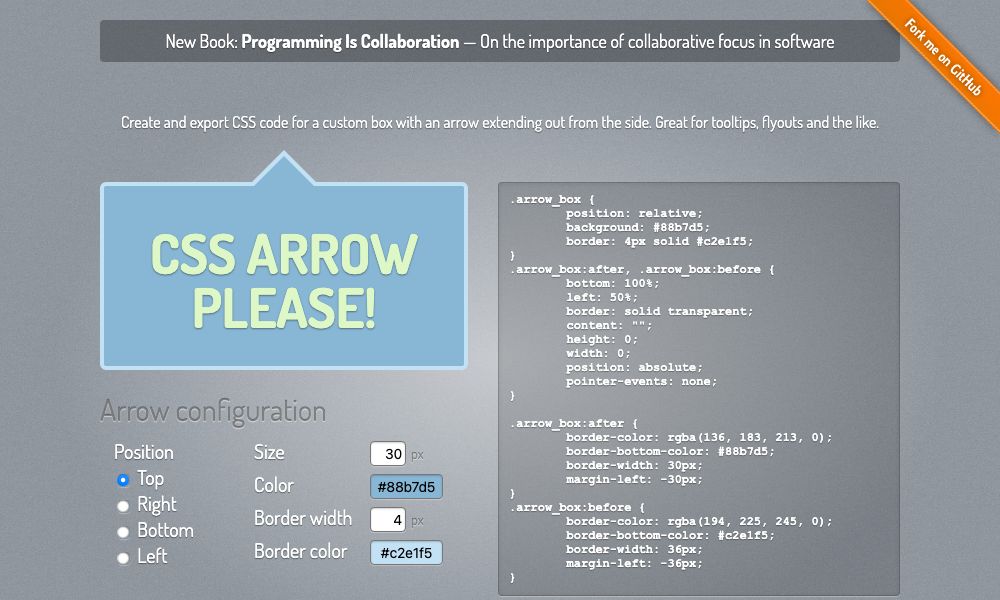 New Book: Programming Is Collaboration — On the importance of collaborative focus in software
Fork me on GitHub
Create and export CSS code for a custom box with an arrow extending out from the side. Great for tooltips, flyouts and the like.
CSS ARROW
PLEASE!
Arrow configuration
Position
Top
Right
Bottom
Left
Size 30 px
Color #88b7d5
Border width 4 px
Border color #c2e1f5
.arrow_box {
position: relative;
background: #88b7d5;
border: 4px solid #c2e1f5;
}
.arrow_box:after, .arrow_box:before {
bottom: 100%;
left: 50%;
border: solid transparent;
content: "";
height: 0;
width: 0;
position: absolute;
pointer-events: none;
}
.arrow_box:after {
border-color: rgba(136, 183, 213, 0);
border-bottom-color: #88b7d5;
border-width: 30px;
margin-left: -30px;
}
.arrow_box:before {
border-color: rgba(194, 225, 245, 0);
border-bottom-color: #c2e1f5;
border-width: 36px;
margin-left: -36px;
}